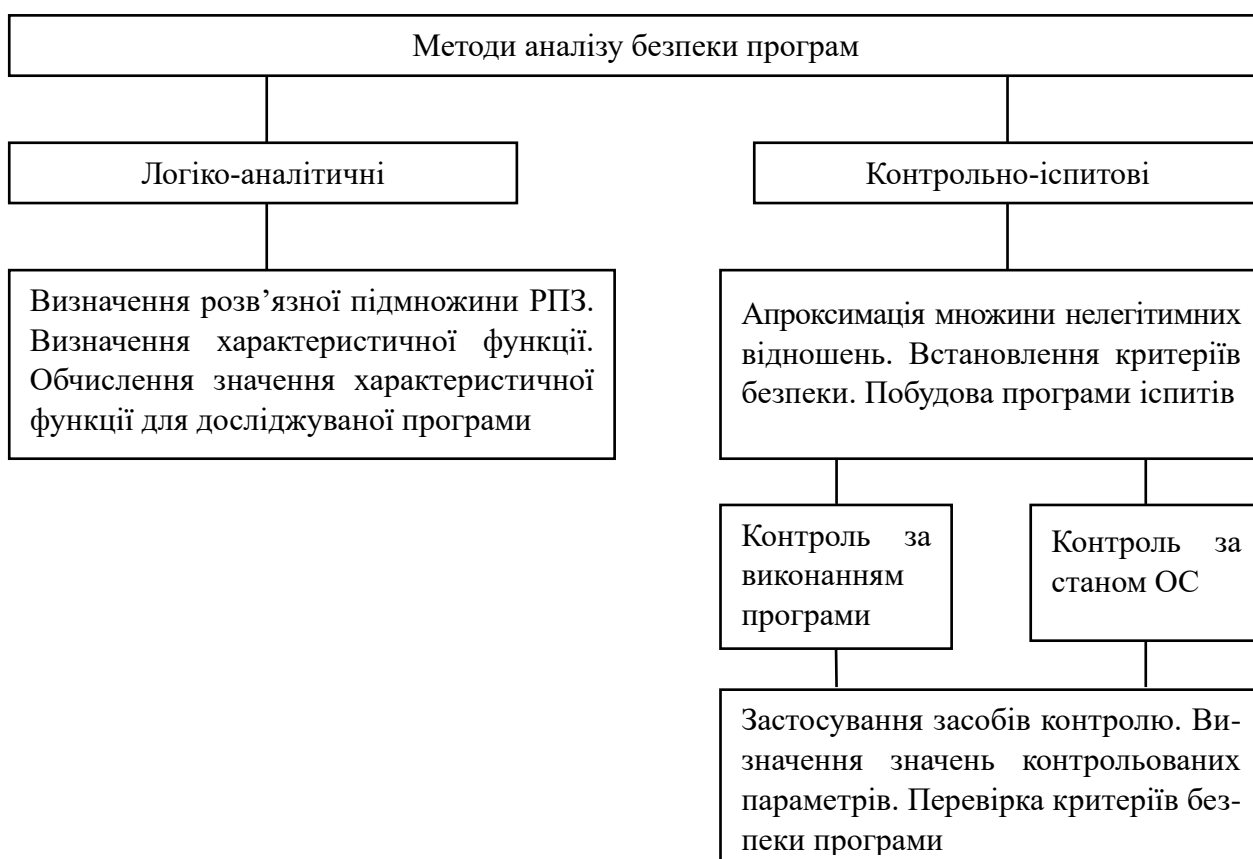 Методи аналізу безпеки програм
Логіко-аналітичні
Контрольно-іспитові
Визначення розв’язної підмножини РПЗ.
Визначення характеристичної функції.
Обчислення значення характеристичної
функції для досліджуваної програми
Апроксимація множини нелегітимних
відношень. Встановлення критеріїв
безпеки. Побудова програми іспитів
Контроль за
виконанням
програми
Контроль за
станом ОС
Застосування засобів контролю. Ви-
значення значень контрольованих
параметрів. Перевірка критеріїв без-
пеки програми